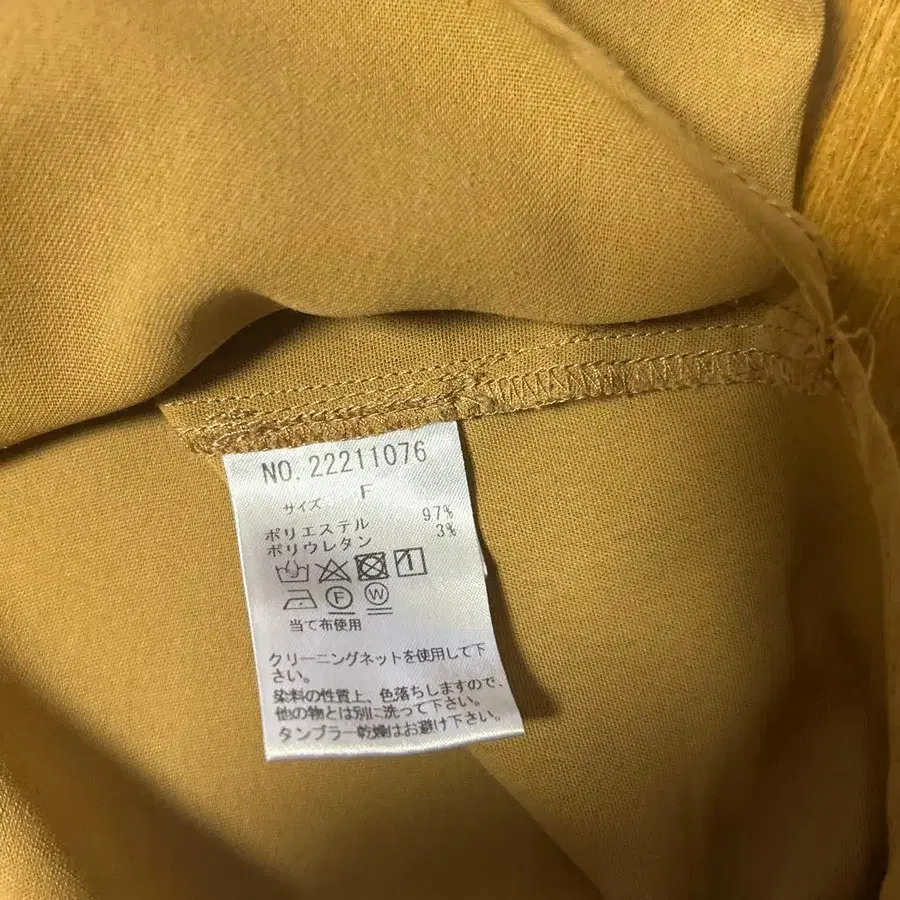 NO. 22211076
サイズ F
ポリエステル 97%
ポリウレタン 3%
F W
当て布使用
クリーニングネットを使用して下
さい。
染料の性質上、色落ちしますので、
他の物とは別に洗って下さい。
タンブラー乾燥はお避け下さい。